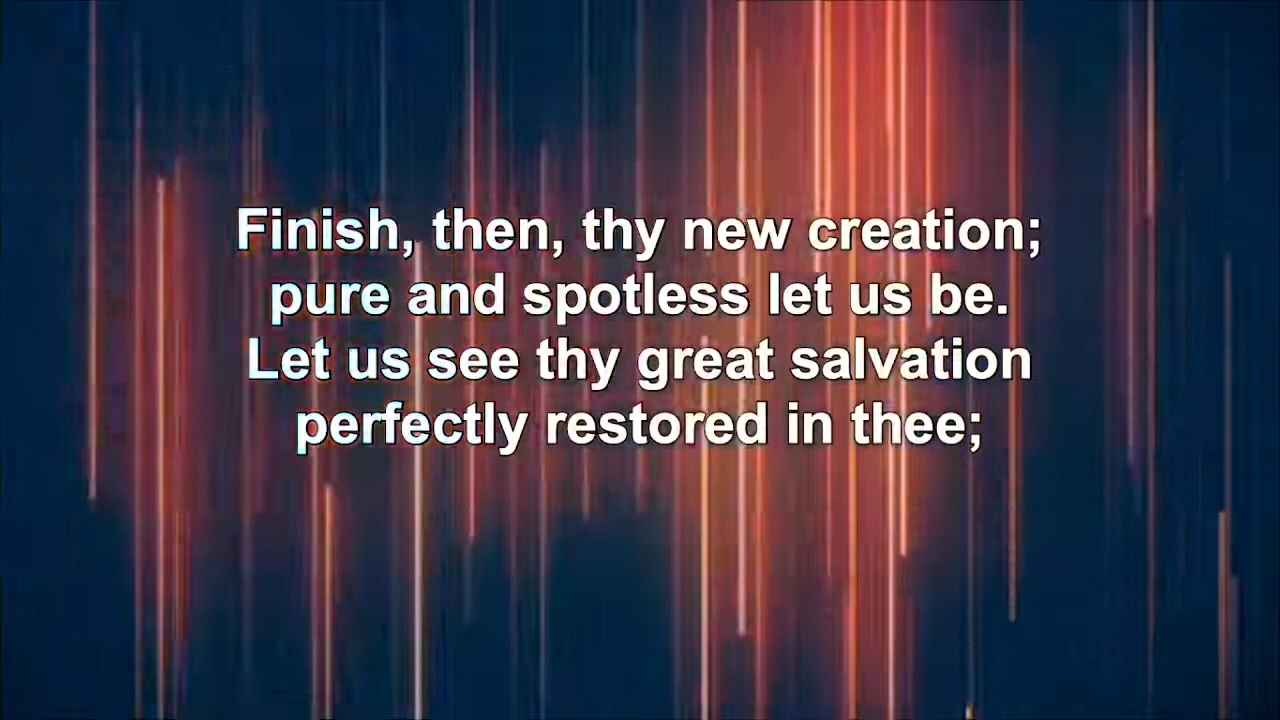 Finish, then, thy new creation;
pure and spotless let us be.
Let us see thy great salvation
perfectly restored in thee;